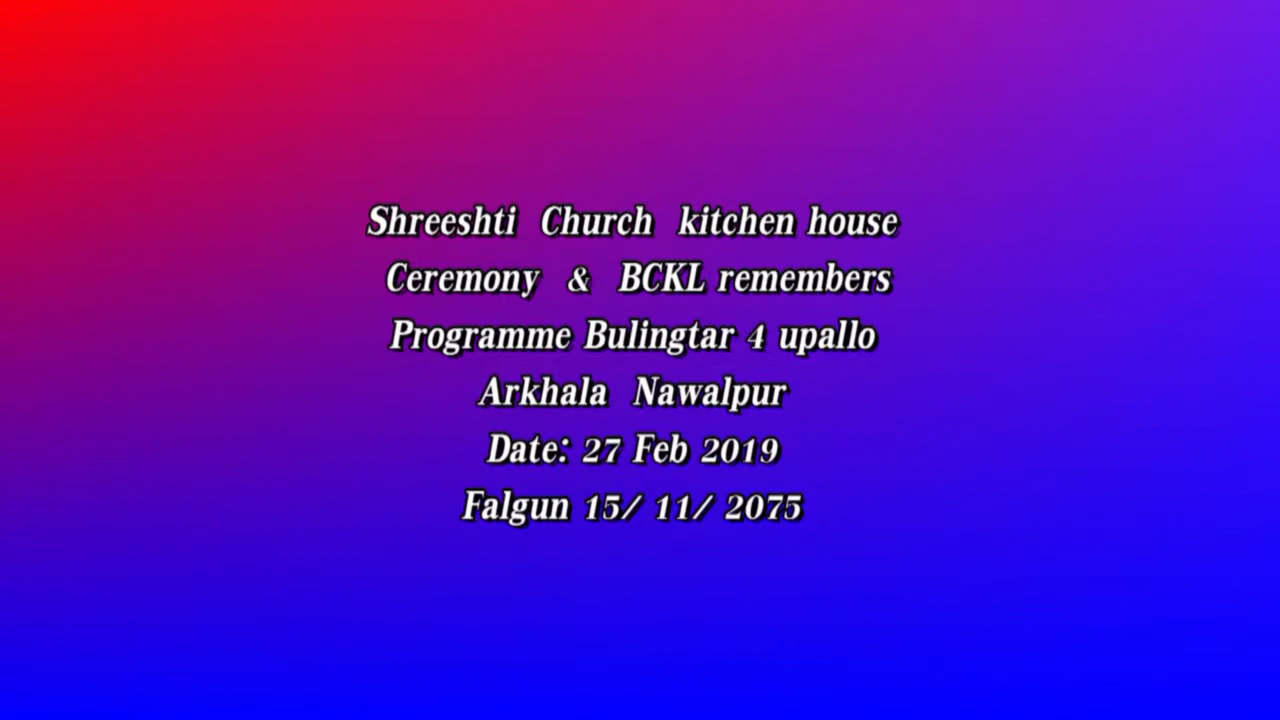 Shreeshti Church kitchen house
Ceremony & BCKL remembers
Programme Bulingtar 4 upallo
Arkhala Nawalpur
Date: 27 Feb 2019
Falgun 15/ 11/ 2075